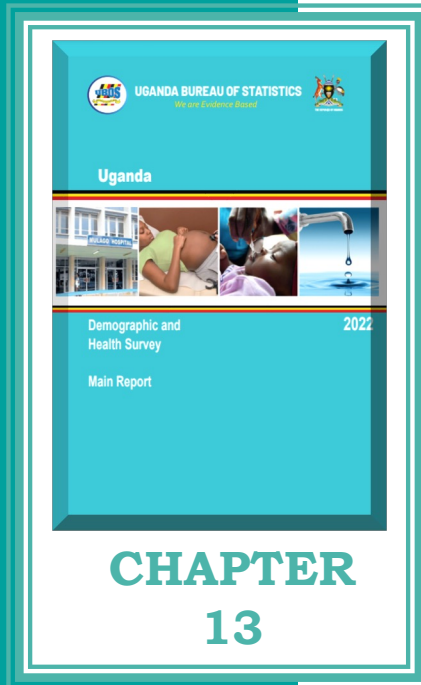 UBOS
UGANDA BUREAU OF STATISTICS
We are Evidence Based
Uganda
MULAGO HOSPITAL
Demographic and
Health Survey
2022
Main Report
CHAPTER
13